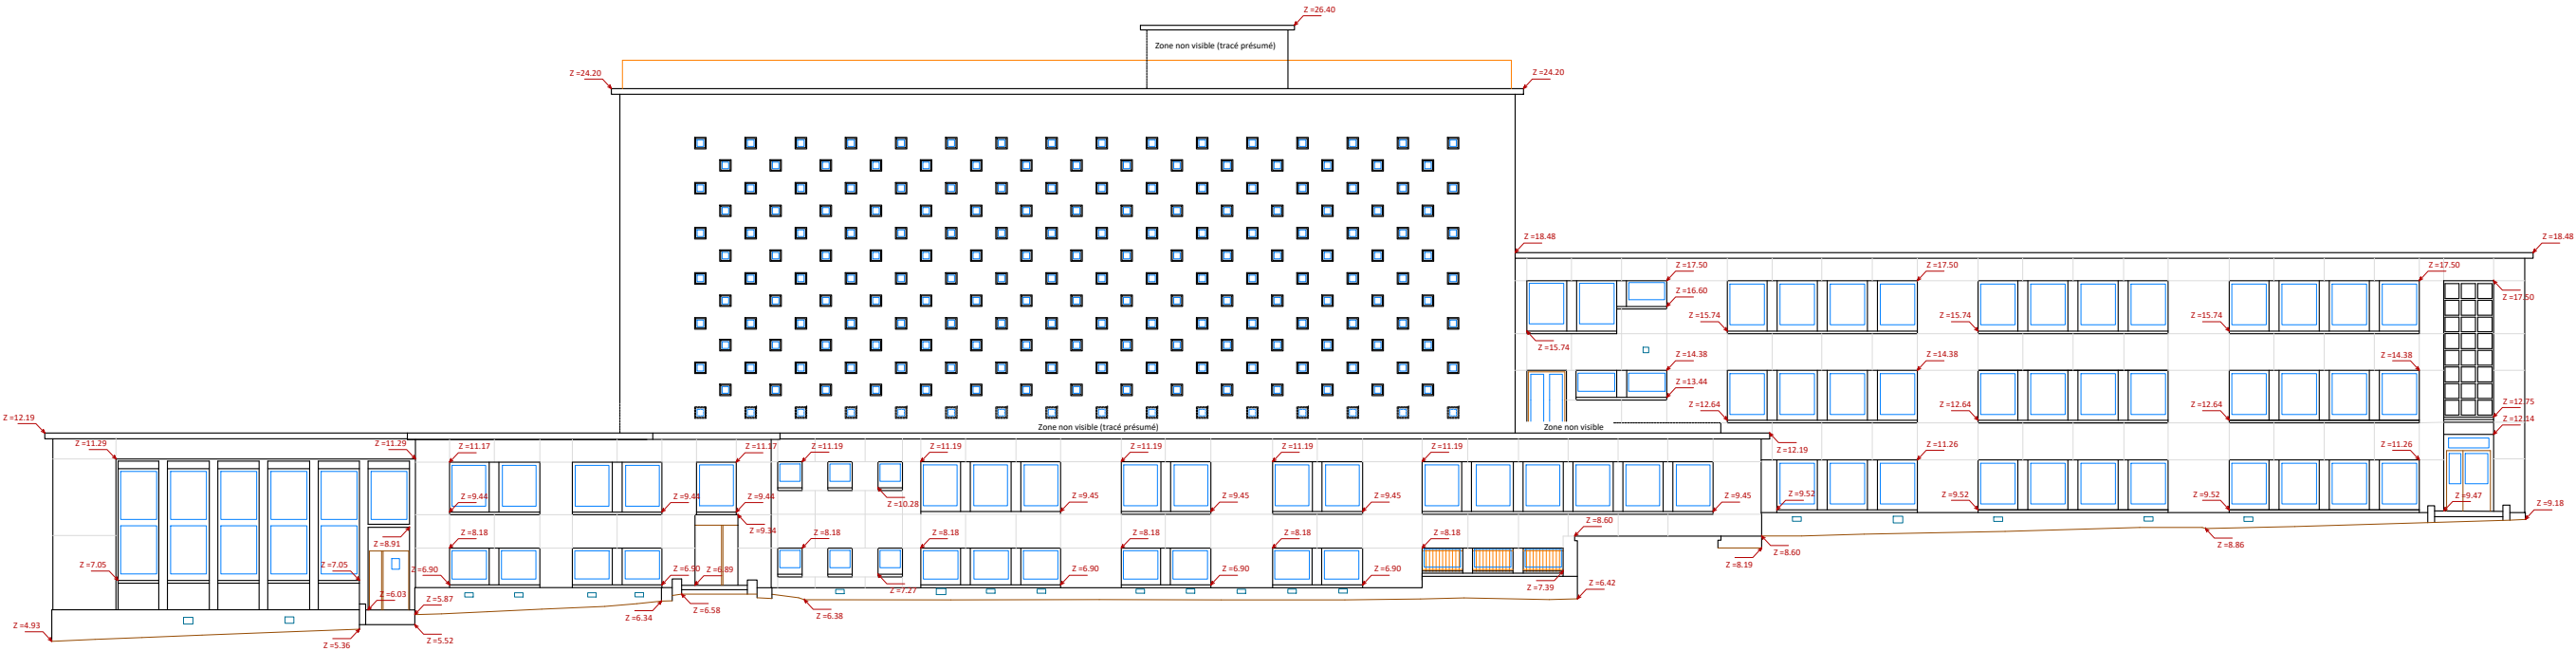 Z =26.40
Zone non visible (tracé présumé)
Z =24.20
Z =24.20
Z =18.48
Z =18.48
Z =17.50
Z =17.50
Z =17.50
Z =16.60
Z =17.50
Z =15.74
Z =15.74
Z =15.74
Z =15.74
Z =14.38
Z =14.38
Z =14.38
Z =13.44
Z =12.64
Z =12.64
Z =12.64
Z =12.75
Z =12.14
Z =12.19
Zone non visible (tracé présumé)
Zone non visible
Z =12.19
Z =11.29
Z =11.29
Z =11.17
Z =11.17
Z =11.19
Z =11.19
Z =11.19
Z =11.19
Z =11.19
Z =11.26
Z =11.26
Z =9.44
Z =9.44
Z =9.44
Z =10.28
Z =9.45
Z =9.45
Z =9.45
Z =9.45
Z =9.52
Z =9.52
Z =9.52
Z =9.47
Z =9.18
Z =9.34
Z =8.60
Z =8.91
Z =8.18
Z =8.18
Z =8.18
Z =8.18
Z =8.18
Z =8.18
Z =8.60
Z =8.86
Z =8.19
Z =7.05
Z =7.05
Z =6.90
Z =6.90
Z =6.89
Z =7.27
Z =6.90
Z =6.90
Z =6.90
Z =7.39
Z =6.42
Z =6.03
Z =5.87
Z =6.58
Z =6.34
Z =6.38
Z =4.93
Z =5.36
Z =5.52